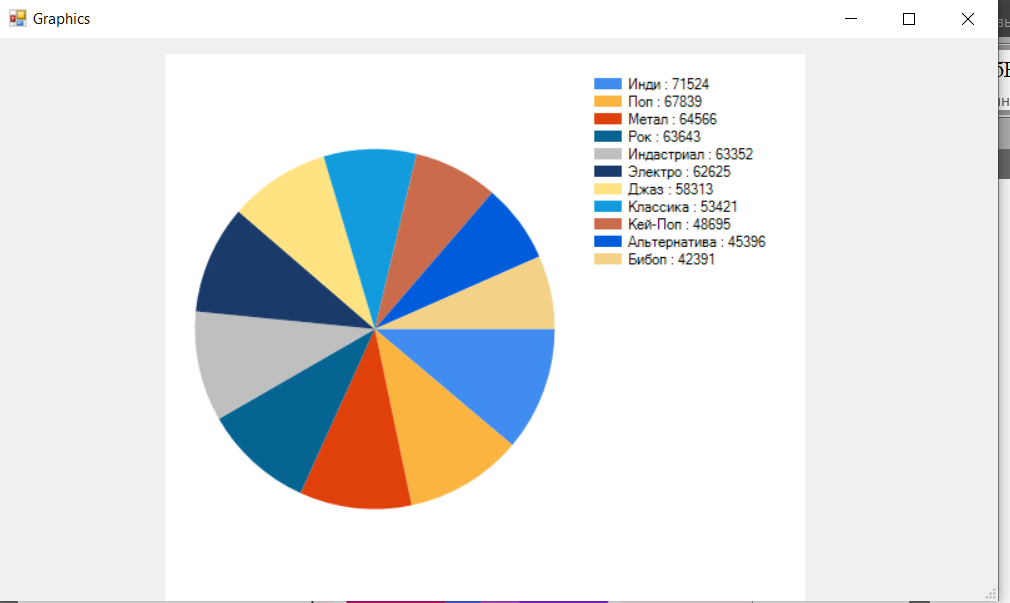 Graphics
Инди : 71524
Поп : 67839
Метал : 64566
Рок : 63643
Индастриал : 63352
Электро : 62625
Джаз : 58313
Классика : 53421
Кей-Поп : 48695
Альтернатива : 45396
Бибоп : 42391